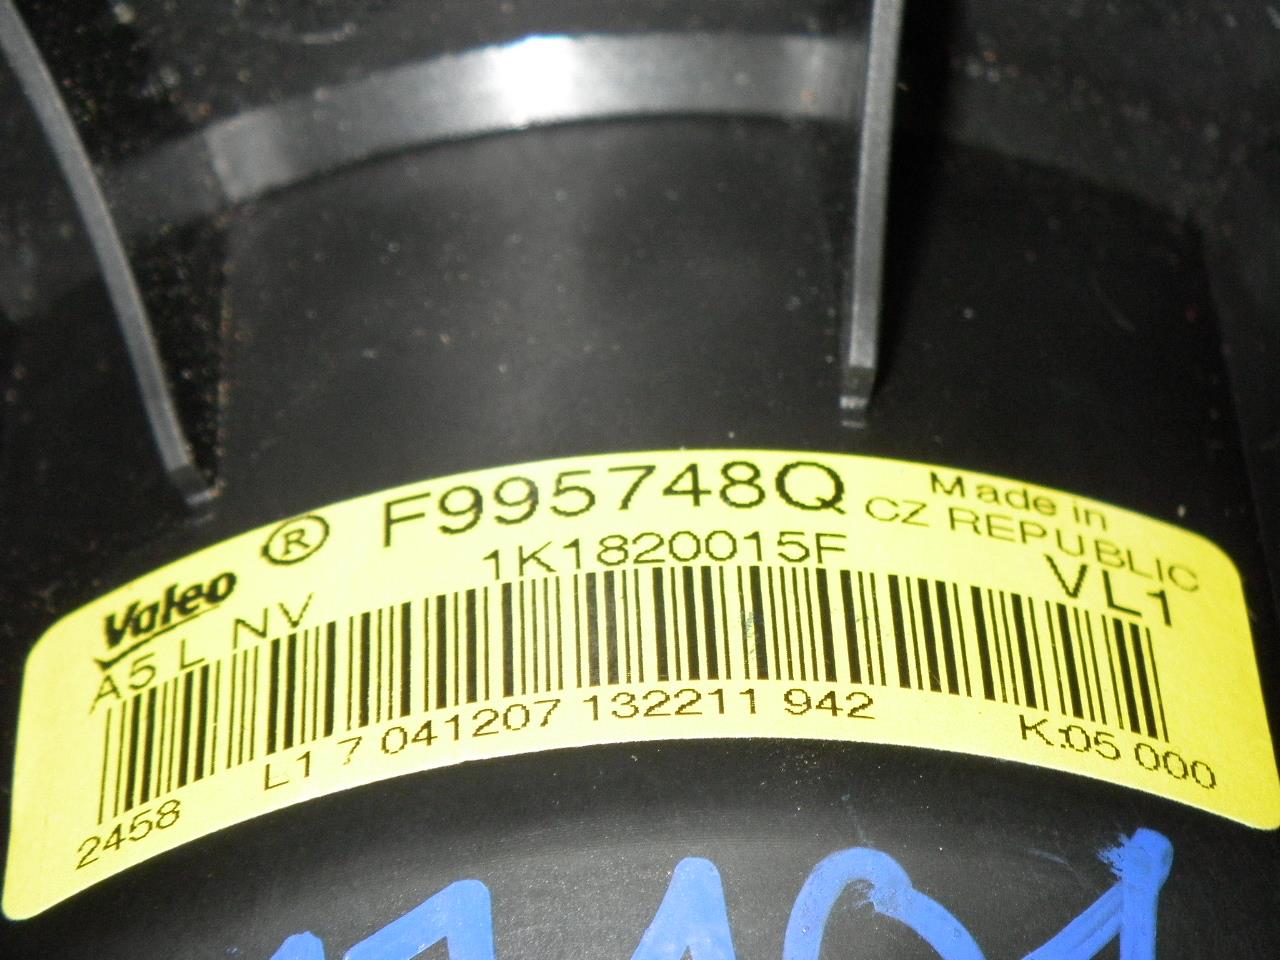 Valeo ® F995748Q Made in
CZ REPUBLIC
1K1820015F
A5 L NV VL1
2458 L1 7 041207 132211 942 K:05 000